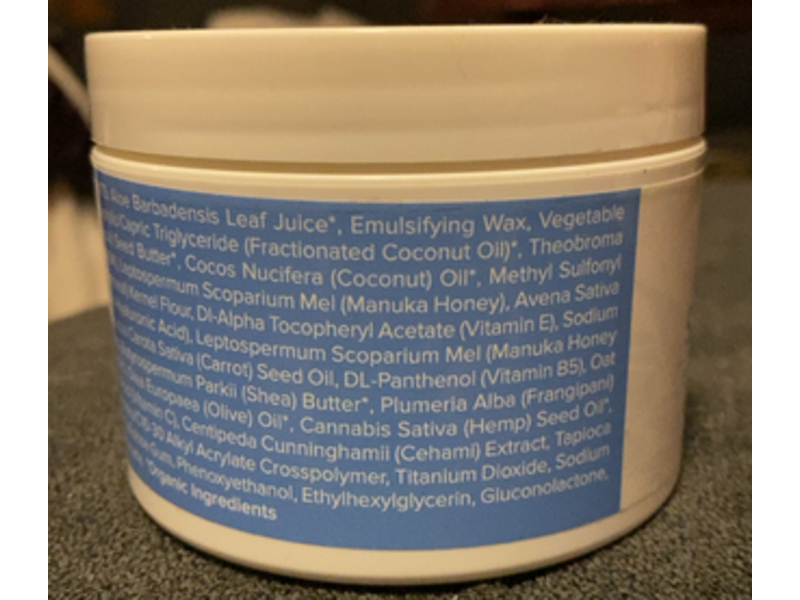 Aloe Barbadensis Leaf Juice*, Emulsifying Wax, Vegetable
Capric Triglyceride (Fractionated Coconut Oil)*, Theobroma
Seed Butter*, Cocos Nucifera (Coconut) Oil*, Methyl Sulfonyl
Leptospermum Scoparium Mel (Manuka Honey), Avena Sativa
Kernel Flour, Dl-Alpha Tocopheryl Acetate (Vitamin E), Sodium
Acid), Leptospermum Scoparium Mel (Manuka Honey
Carota Sativa (Carrot) Seed Oil, DL-Panthenol (Vitamin B5), Oat
Parkii (Shea) Butter*, Plumeria Alba (Frangipani)
Europaea (Olive) Oil*, Cannabis Sativa (Hemp) Seed Oil*,
(Vitamin C), Centipeda Cunninghamii (Cehami) Extract, Tapioca
Alkyl Acrylate Crosspolymer, Titanium Dioxide, Sodium
Gum, Phenoxyethanol, Ethylhexylglycerin, Gluconolactone,
*Organic Ingredients